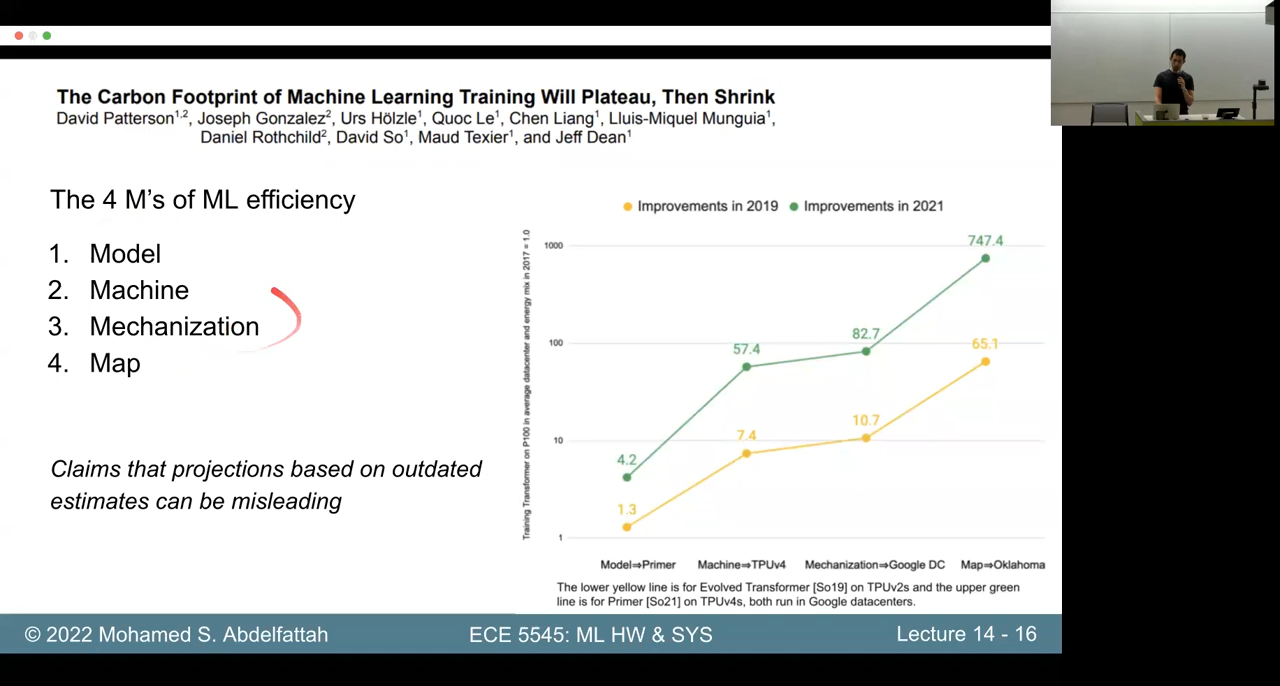 The Carbon Footprint of Machine Learning Training Will Plateau, Then Shrink
David Patterson1,2, Joseph Gonzalez2, Urs Hölzle1, Quoc Le1, Chen Liang1, Lluis-Miquel Munguia1,
Daniel Rothchild2, David So1, Maud Texier1, and Jeff Dean1
The 4 M's of ML efficiency
1. Model
2. Machine
3. Mechanization
4. Map
Claims that projections based on outdated
estimates can be misleading
Improvements in 2019
Improvements in 2021
Training Transformer on P100 in average datacenter and energy mix in 2017 = 1.0
1000
100
10
1
4.2
57.4
82.7
747.4
1.3
7.4
10.7
65.1
Model⇒Primer
Machine⇒TPUv4
Mechanization⇒Google DC
Map⇒Oklahoma
The lower yellow line is for Evolved Transformer [So19] on TPUv2s and the upper green
line is for Primer [So21] on TPUv4s, both run in Google datacenters.
© 2022 Mohamed S. Abdelfattah
ECE 5545: ML HW & SYS
Lecture 14 - 16